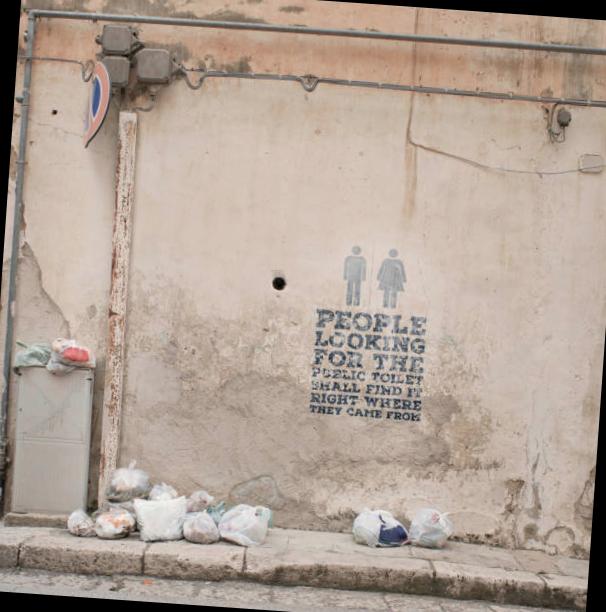 PEOPLE
LOOKING
FOR THE
PUBLIC TOILET
SHALL FIND IT
RIGHT WHERE
THEY CAME FROM